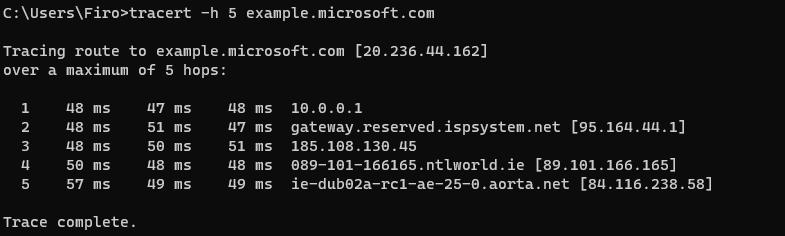 C:\Users\Firo>tracert -h 5 example.microsoft.com
Tracing route to example.microsoft.com [20.236.44.162]
over a maximum of 5 hops:
1 48 ms 47 ms 48 ms 10.0.0.1
2 48 ms 51 ms 47 ms gateway.reserved.ispsystem.net [95.164.44.1]
3 48 ms 50 ms 51 ms 185.108.130.45
4 50 ms 48 ms 48 ms 089-101-166165.ntlworld.ie [89.101.166.165]
5 57 ms 49 ms 49 ms ie-dub02a-rc1-ae-25-0.aorta.net [84.116.238.58]
Trace complete.